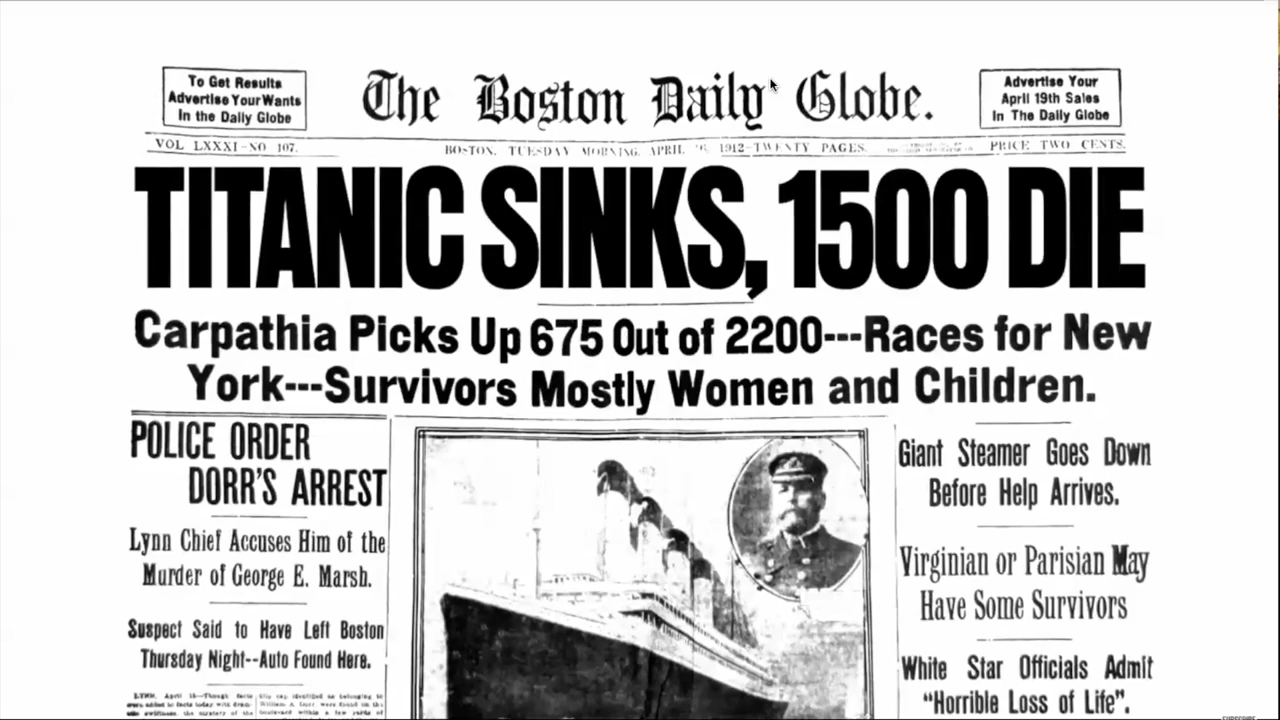 To Get Results
Advertise Your Wants
In the Daily Globe
The Boston Daily Globe.
Advertise Your
April 19th Sales
In The Daily Globe
VOL LXXXI-NO 107.
BOSTON, TUESDAY MORNING, APRIL 1912-TWENTY PAGES.
PRICE TWO CENTS.
TITANIC SINKS, 1500 DIE
Carpathia Picks Up 675 Out of 2200---Races for New
York---Survivors Mostly Women and Children.
POLICE ORDER
DORR'S ARREST
Lynn Chief Accuses Him of the
Murder of George E. Marsh.
Suspect Said to Have Left Boston
Thursday Night--Auto Found Here.
Giant Steamer Goes Down
Before Help Arrives.
Virginian or Parisian May
Have Some Survivors
White Star Officials Admit
"Horrible Loss of Life".